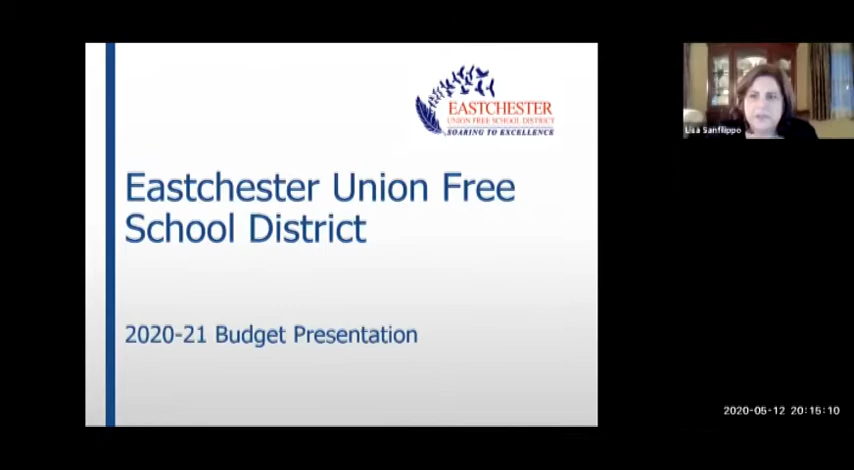 EASTCHESTER
UNION FREE SCHOOL DISTRICT
SOARING TO EXCELLENCE
Eastchester Union Free
School District
2020-21 Budget Presentation
Lisa Sanfilippo
2020-05-12 20:15:10